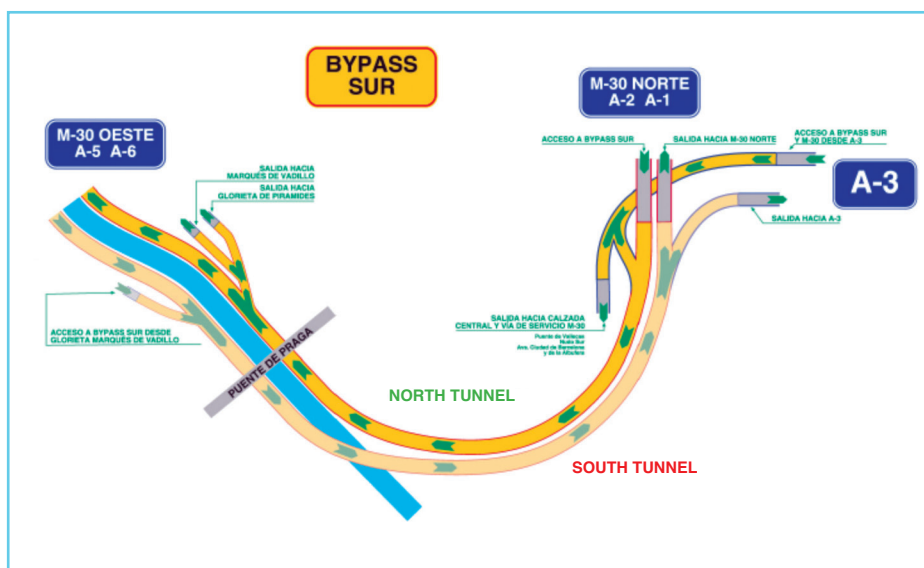 BYPASS
SUR
M-30 NORTE
A-2 A-1
M-30 OESTE
A-5 A-6
ACCESO A BYPASS SUR
SALIDA HACIA M-30 NORTE
ACCESO A BYPASS SUR
Y M-30 DESDE A-3
A-3
SALIDA HACIA
MARQUÉS DE VADILLO
SALIDA HACIA
GLORIETA DE PIRAMIDES
SALIDA HACIA A-3
SALIDA HACIA CALZADA
CENTRAL Y VÍA DE SERVICIO M-30
Puente de Vallecas
Nudo Sur
Avs. Ciudad de Barcelona
y de la Albufera
ACCESO A BYPASS SUR DESDE
GLORIETA MARQUÉS DE VADILLO
PUENTE DE PRAGA
NORTH TUNNEL
SOUTH TUNNEL